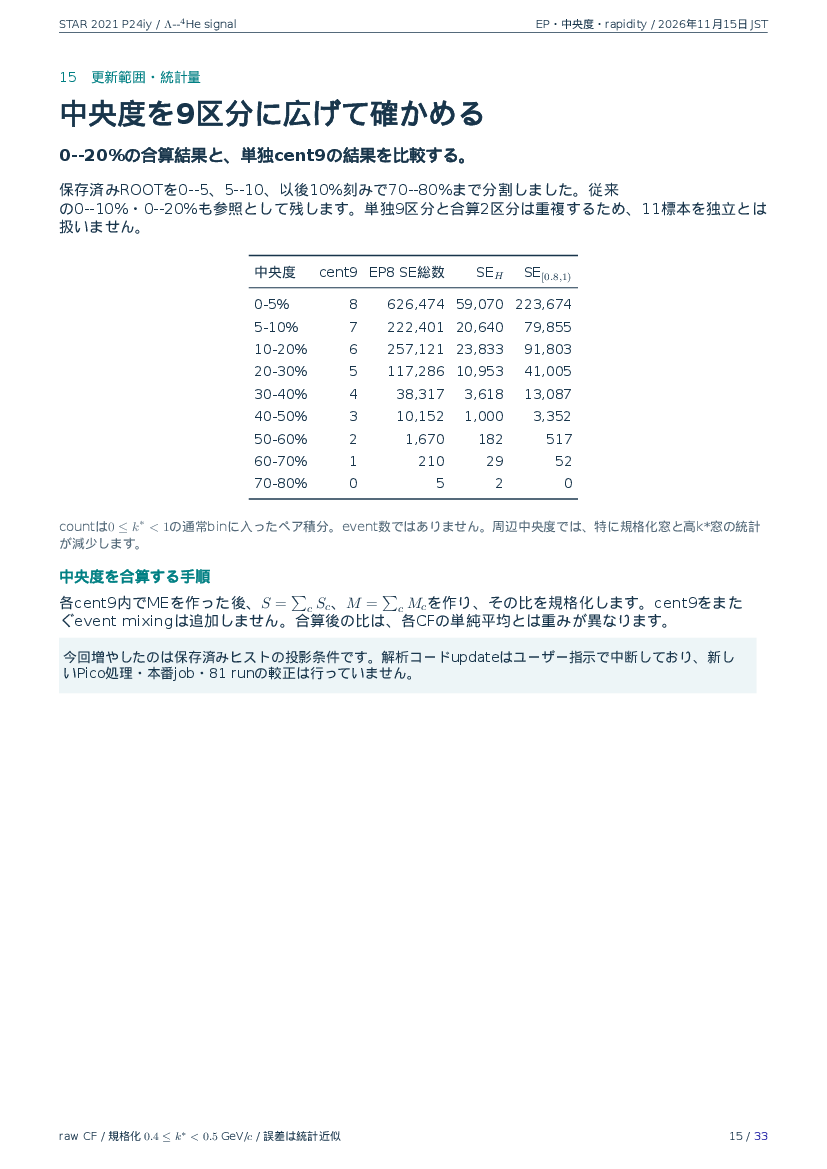 STAR 2021 P24iy / Λ--⁴He signal
EP・中央度・rapidity / 2026年11月15日 JST
15 更新範囲・統計量
中央度を9区分に広げて確かめる
0--20%の合算結果と、単独cent9の結果を比較する。
保存済みROOTを0--5、5--10、以後10%刻みで70--80%まで分割しました。従来
の0--10%・0--20%も参照として残します。単独9区分と合算2区分は重複するため、11標本を独立とは
扱いません。
中央度 cent9 EP8 SE総数 SE_H SE_[0.8,1)
0-5% 8 626,474 59,070 223,674
5-10% 7 222,401 20,640 79,855
10-20% 6 257,121 23,833 91,803
20-30% 5 117,286 10,953 41,005
30-40% 4 38,317 3,618 13,087
40-50% 3 10,152 1,000 3,352
50-60% 2 1,670 182 517
60-70% 1 210 29 52
70-80% 0 5 2 0
countは0 ≤ k* < 1の通常binに入ったペア積分。event数ではありません。周辺中央度では、特に規格化窓と高k*窓の統計
が減少します。
中央度を合算する手順
各cent9内でMEを作った後、S = ∑_c S_c、M = ∑_c M_cを作り、その比を規格化します。cent9をまた
ぐevent mixingは追加しません。合算後の比は、各CFの単純平均とは重みが異なります。
今回増やしたのは保存済みヒストの投影条件です。解析コードupdateはユーザー指示で中断しており、新し
いPico処理・本番job・81 runの較正は行っていません。
raw CF / 規格化 0.4 ≤ k* < 0.5 GeV/c / 誤差は統計近似
15 / 33